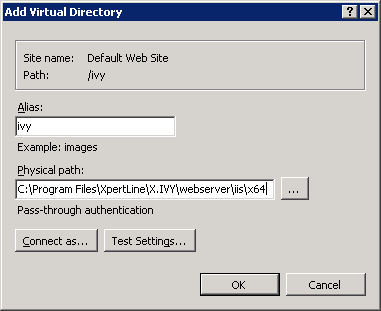 Add Virtual Directory
Site name: Default Web Site
Path: /ivy
Alias:
ivy
Example: images
Physical path:
C:\Program Files\XpertLine\X.IVY\webserver\iis\x64
...
Pass-through authentication
Connect as... Test Settings...
OK Cancel